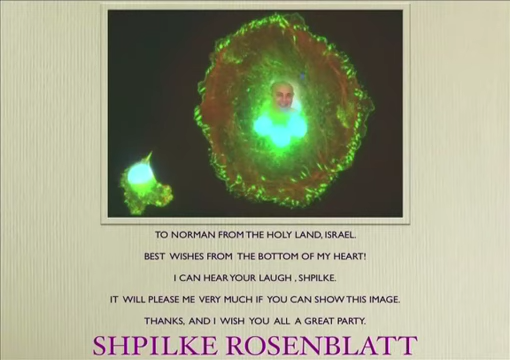 TO NORMAN FROM THE HOLY LAND, ISRAEL.
BEST WISHES FROM THE BOTTOM OF MY HEART!
I CAN HEAR YOUR LAUGH , SHPILKE.
IT WILL PLEASE ME VERY MUCH IF YOU CAN SHOW THIS IMAGE.
THANKS, AND I WISH YOU ALL A GREAT PARTY.
SHPILKE ROSENBLATT